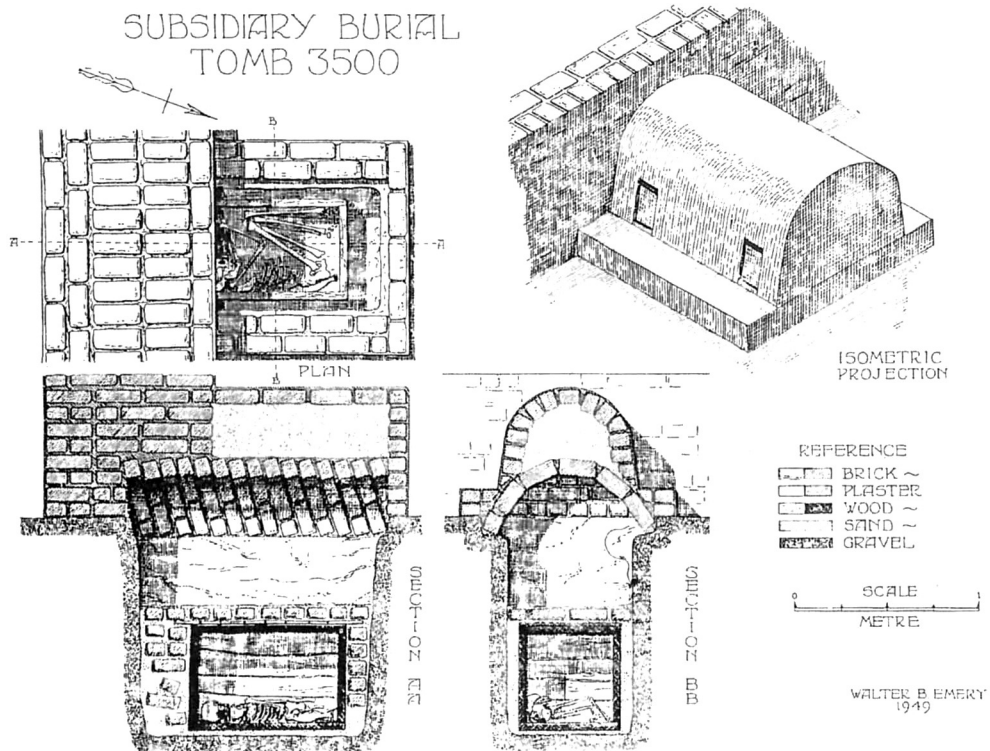 SUBSIDIARY BURIAL
TOMB 3500
B
A
A
B
PLAN
ISOMETRIC
PROJECTION
SECTION AA
SECTION BB
REFERENCE
BRICK ~
PLASTER
WOOD ~
SAND ~
GRAVEL
SCALE
0 1
METRE
WALTER B EMERY
1949